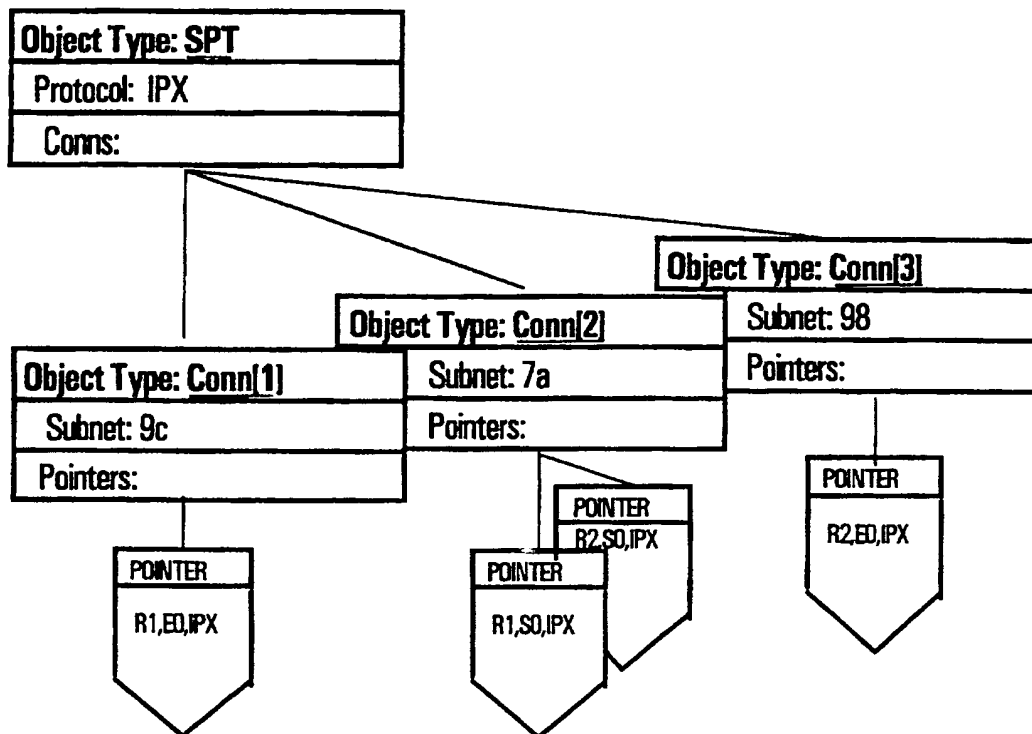 Object Type: SPT
Protocol: IPX
Conns:
Object Type: Conn[3]
Subnet: 98
Pointers:
Object Type: Conn[2]
Subnet: 7a
Pointers:
Object Type: Conn[1]
Subnet: 9c
Pointers:
POINTER
R2,E0,IPX
POINTER
R2,S0,IPX
POINTER
R1,S0,IPX
POINTER
R1,E0,IPX